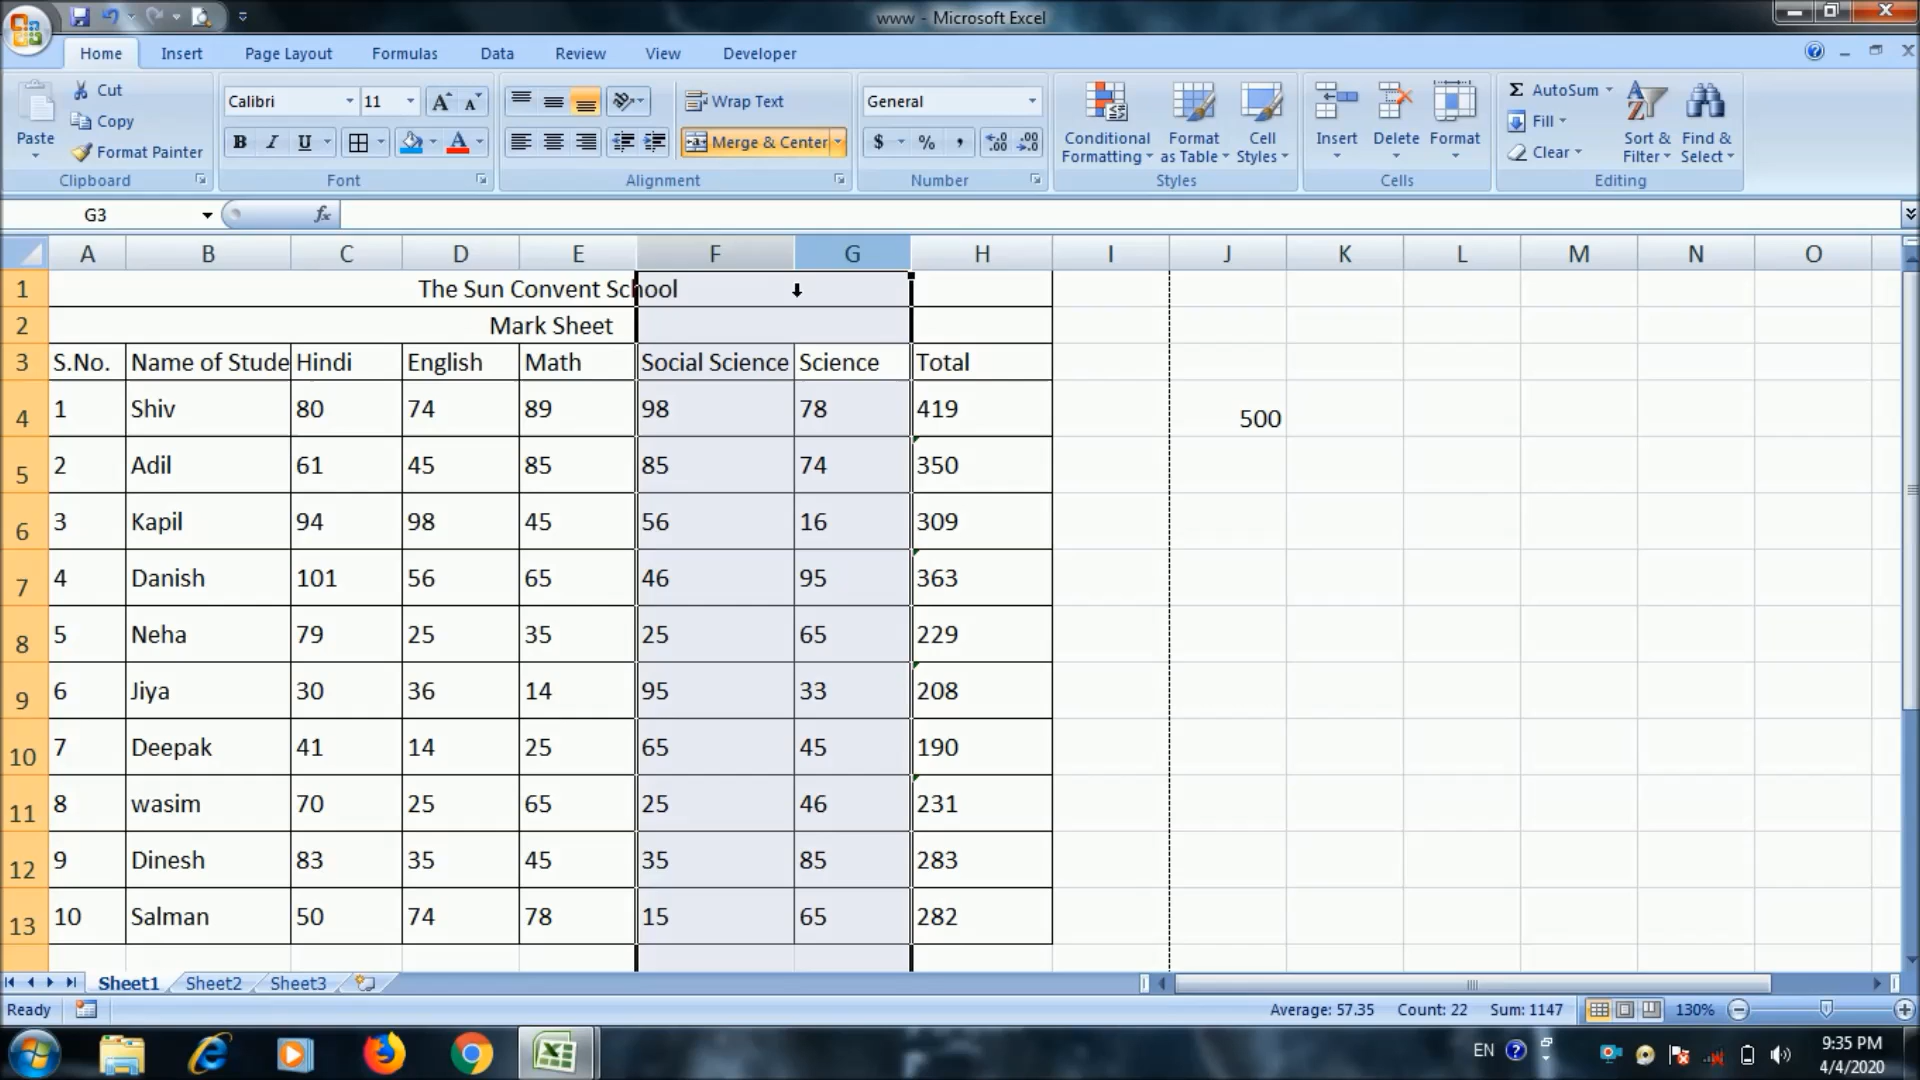 www - Microsoft Excel
Home Insert Page Layout Formulas Data Review View Developer
Paste Cut Copy Format Painter Clipboard
Calibri 11 A A B I U A Font
Wrap Text Merge & Center Alignment
General $ % , .0 .00 .00 .0 Number
Conditional Formatting Format as Table Cell Styles Styles
Insert Delete Format Cells
Σ AutoSum Fill Clear Sort & Filter Find & Select Editing
G3 fx
A B C D E F G H I J K L M N O
1 The Sun Convent School
2 Mark Sheet
3 S.No. Name of Stude Hindi English Math Social Science Science Total
4 1 Shiv 80 74 89 98 78 419 500
5 2 Adil 61 45 85 85 74 350
6 3 Kapil 94 98 45 56 16 309
7 4 Danish 101 56 65 46 95 363
8 5 Neha 79 25 35 25 65 229
9 6 Jiya 30 36 14 95 33 208
10 7 Deepak 41 14 25 65 45 190
11 8 wasim 70 25 65 25 46 231
12 9 Dinesh 83 35 45 35 85 283
13 10 Salman 50 74 78 15 65 282
Sheet1 Sheet2 Sheet3
Ready Average: 57.35 Count: 22 Sum: 1147 130%
EN 9:35 PM
4/4/2020